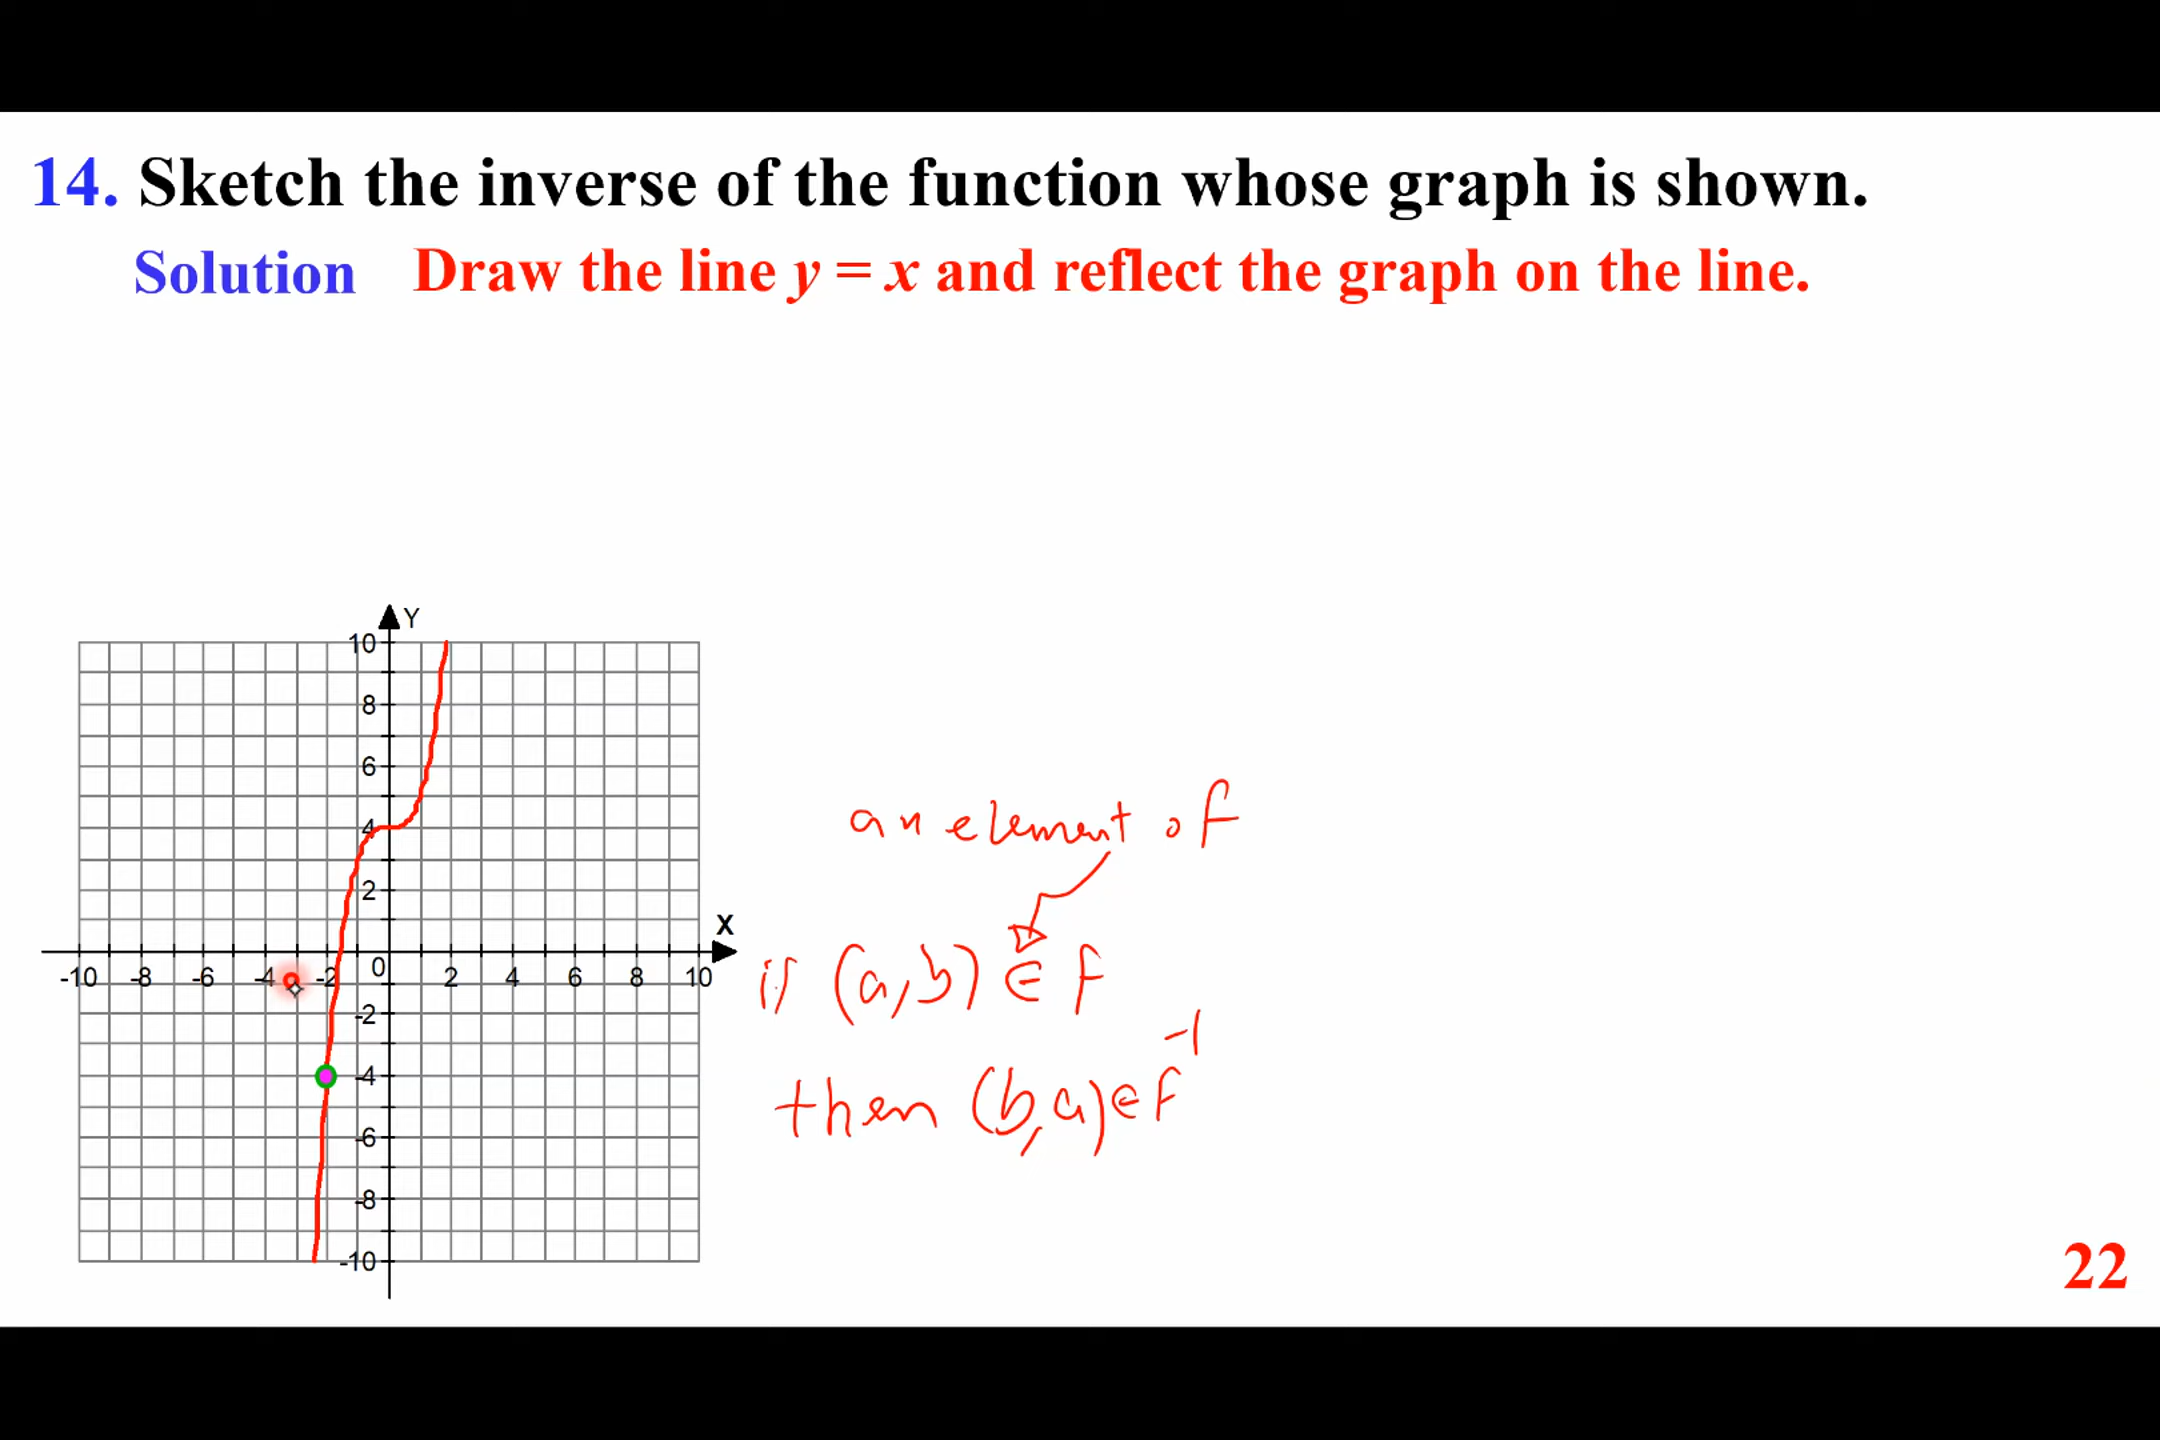 14. Sketch the inverse of the function whose graph is shown.
Solution Draw the line y = x and reflect the graph on the line.
Y
10
8
6
4
2
X
-10 -8 -6 -4 -2 0 2 4 6 8 10
-2
-4
-6
-8
-10
an element of
if (a,b) ∈ f
then (b,a) ∈ f⁻¹
22